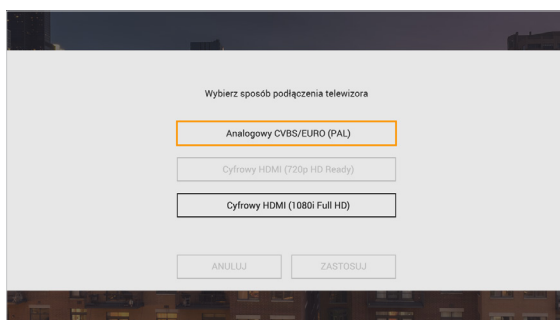 Wybierz sposób podłączenia telewizora
Analogowy CVBS/EURO (PAL)
Cyfrowy HDMI (720p HD Ready)
Cyfrowy HDMI (1080i Full HD)
ANULUJ ZASTOSUJ